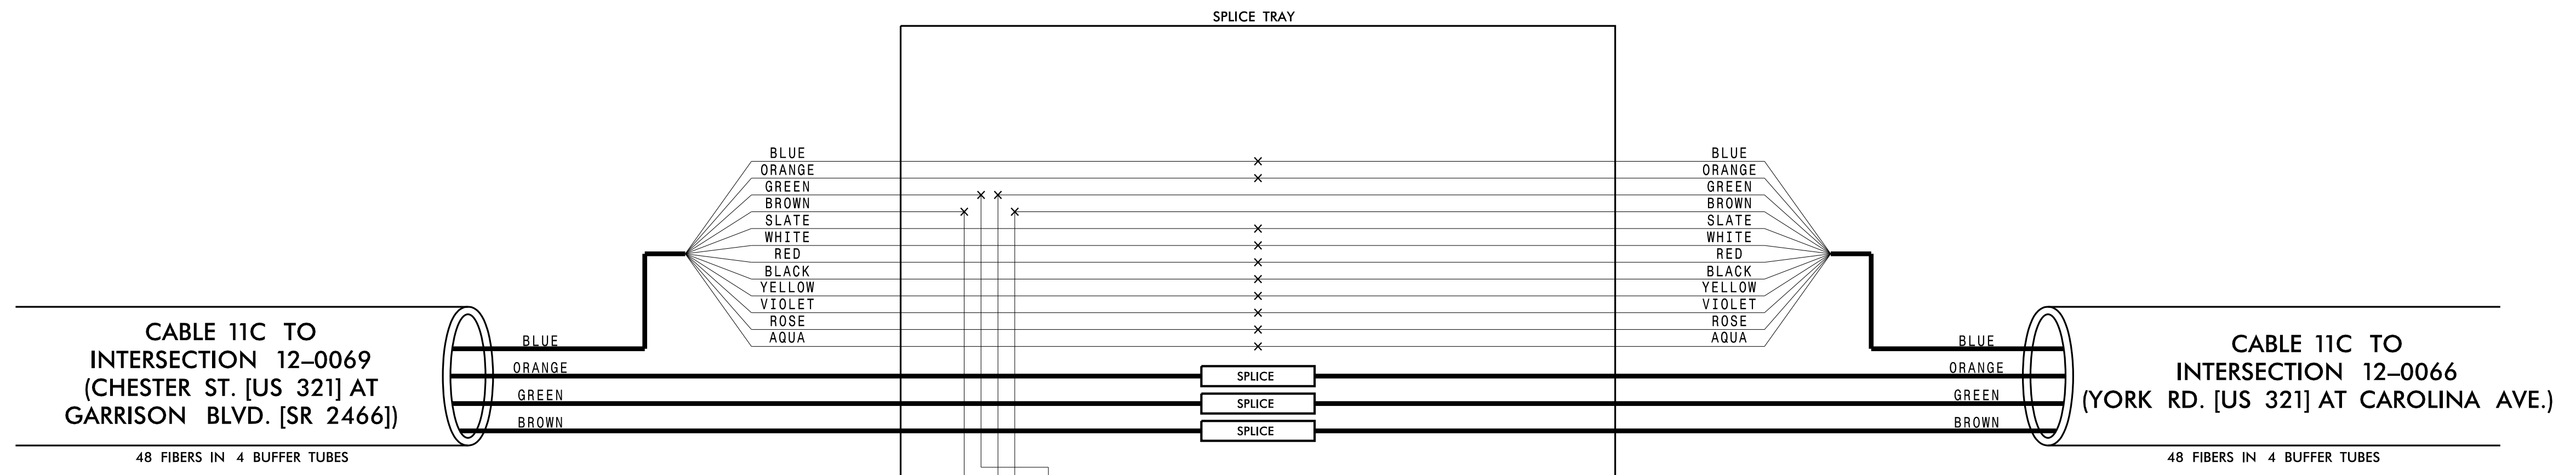 SPLICE TRAY
BLUE
ORANGE
GREEN
BROWN
SLATE
WHITE
RED
BLACK
YELLOW
VIOLET
ROSE
AQUA
BLUE
ORANGE
GREEN
BROWN
SLATE
WHITE
RED
BLACK
YELLOW
VIOLET
ROSE
AQUA
CABLE 11C TO
INTERSECTION 12-0069
(CHESTER ST. [US 321] AT
GARRISON BLVD. [SR 2466])
48 FIBERS IN 4 BUFFER TUBES
BLUE
ORANGE
GREEN
BROWN
SPLICE
SPLICE
SPLICE
BLUE
ORANGE
GREEN
BROWN
CABLE 11C TO
INTERSECTION 12-0066
(YORK RD. [US 321] AT CAROLINA AVE.)
48 FIBERS IN 4 BUFFER TUBES